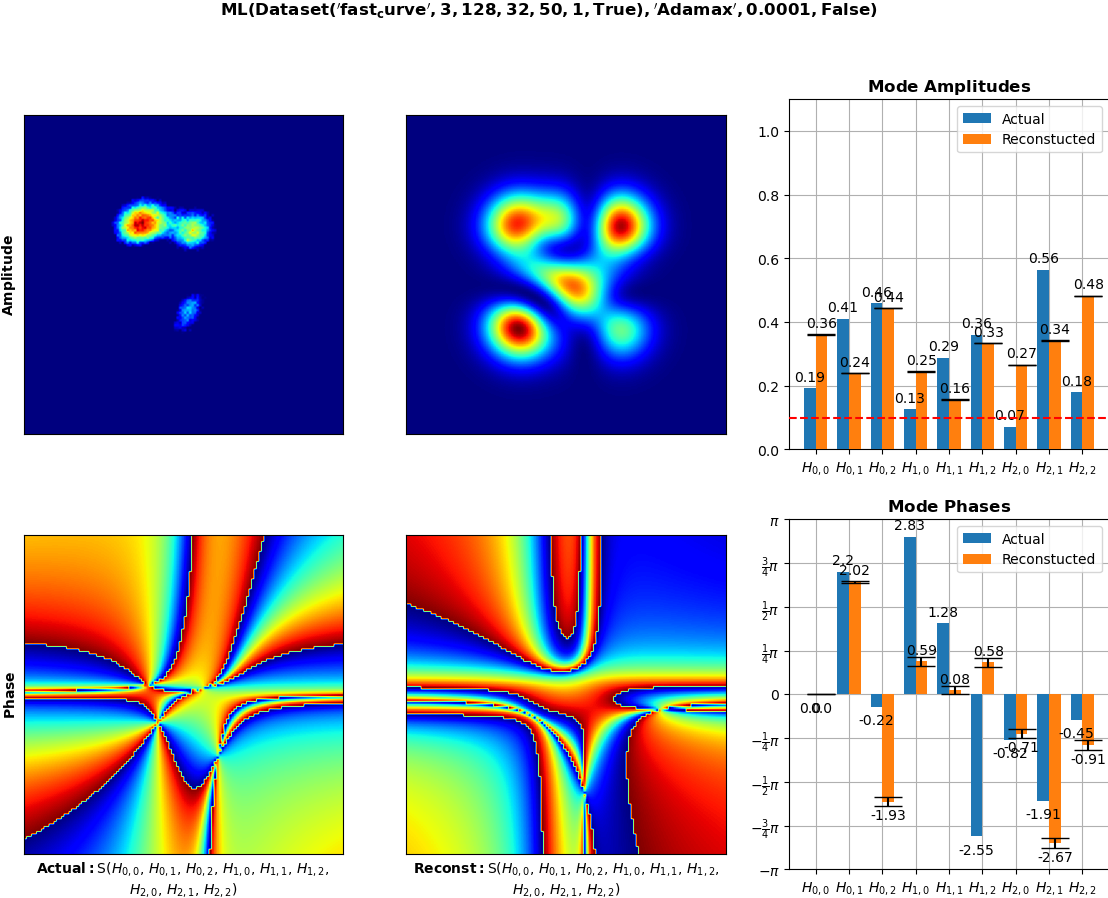 ML(Dataset('fast_curve', 3, 128, 32, 50, 1, True), 'Adamax', 0.0001, False)
Amplitude
Mode Amplitudes
Actual
Reconstucted
1.0
0.8
0.6
0.4
0.2
0.0
0.19
0.36
0.41
0.24
0.46
0.44
0.13
0.25
0.29
0.16
0.36
0.33
0.07
0.27
0.56
0.34
0.18
0.48
H0,0 H0,1 H0,2 H1,0 H1,1 H1,2 H2,0 H2,1 H2,2
Phase
Actual: S(H0,0, H0,1, H0,2, H1,0, H1,1, H1,2,
H2,0, H2,1, H2,2)
Reconst: S(H0,0, H0,1, H0,2, H1,0, H1,1, H1,2,
H2,0, H2,1, H2,2)
Mode Phases
Actual
Reconstucted
π
3/4π
1/2π
1/4π
0
−1/4π
−1/2π
−3/4π
−π
0.0
0.0
2.2
2.02
-0.22
-1.93
2.83
0.59
1.28
0.08
-2.55
0.58
-0.82
-0.71
-1.91
-2.67
-0.45
-0.91
H0,0 H0,1 H0,2 H1,0 H1,1 H1,2 H2,0 H2,1 H2,2